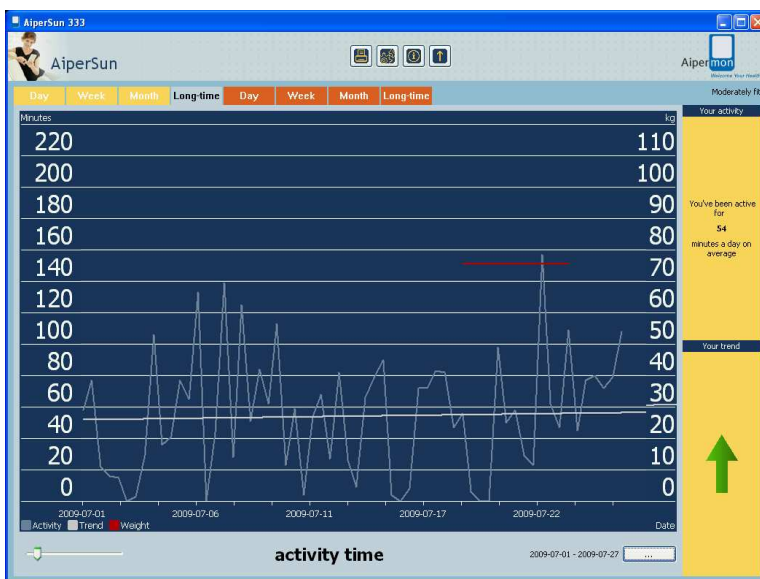 AiperSun 333
AiperSun
Aipermon
Welcome Your Health
Day Week Month Long-time Day Week Month Long-time
Moderately fit
Minutes
kg
Your activity
220 110
200 100
180 90
160 80
140 70
120 60
100 50
80 40
60 30
40 20
20 10
0 0
You've been active
for
54
minutes a day on
average
Your trend
2009-07-01 2009-07-06 2009-07-11 2009-07-17 2009-07-22
Activity Trend Weight
Date
activity time
2009-07-01 - 2009-07-27 ...